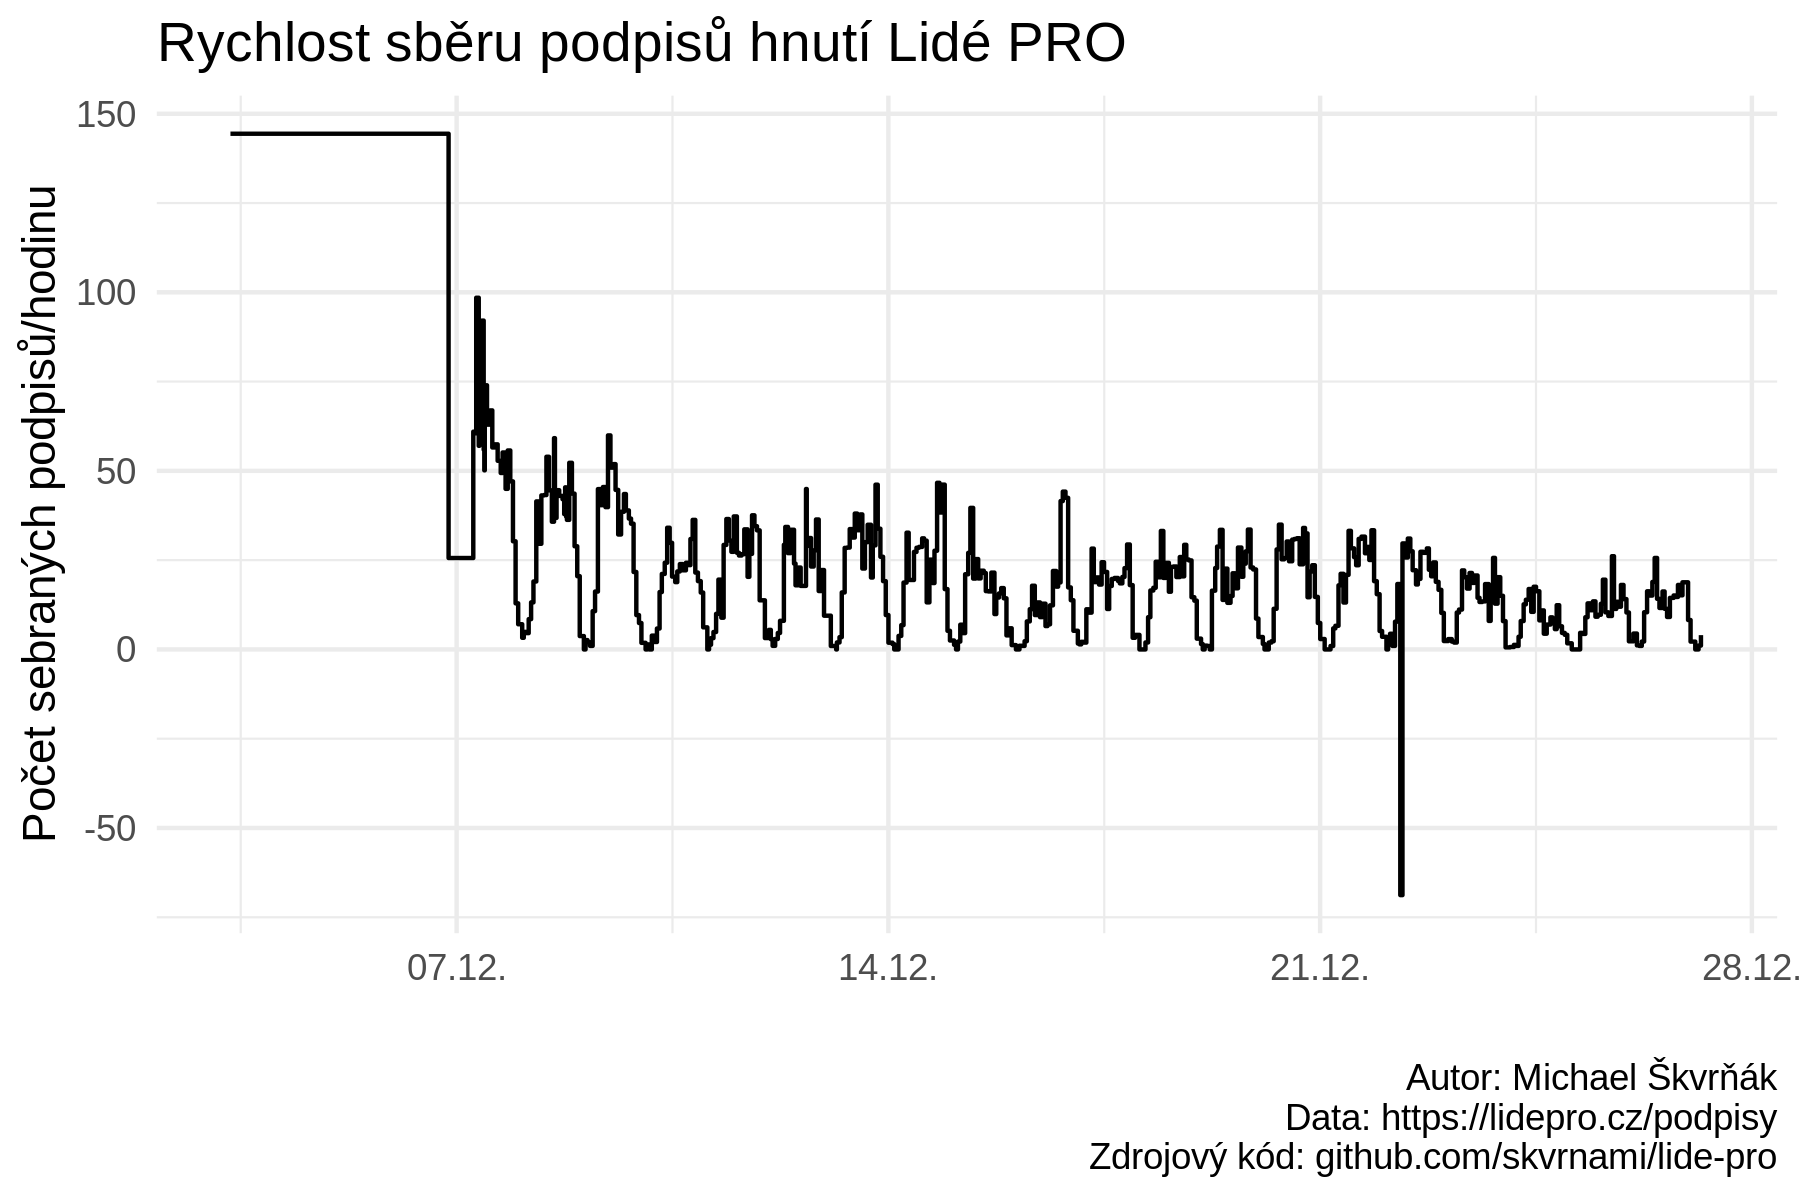 Rychlost sběru podpisů hnutí Lidé PRO
Počet sebraných podpisů/hodinu
150
100
50
0
-50
07.12.
14.12.
21.12.
28.12.
Autor: Michael Škvrňák
Data: https://lidepro.cz/podpisy
Zdrojový kód: github.com/skvrnami/lide-pro